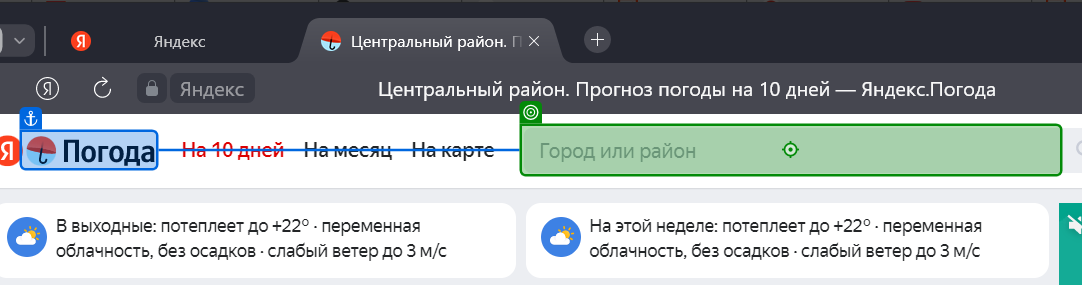 Яндекс
Центральный район. П
Яндекс
Центральный район. Прогноз погоды на 10 дней — Яндекс.Погода
Я Погода На 10 дней На месяц На карте Город или район
В выходные: потеплеет до +22° · переменная
облачность, без осадков · слабый ветер до 3 м/с
На этой неделе: потеплеет до +22° · переменная
облачность, без осадков · слабый ветер до 3 м/с